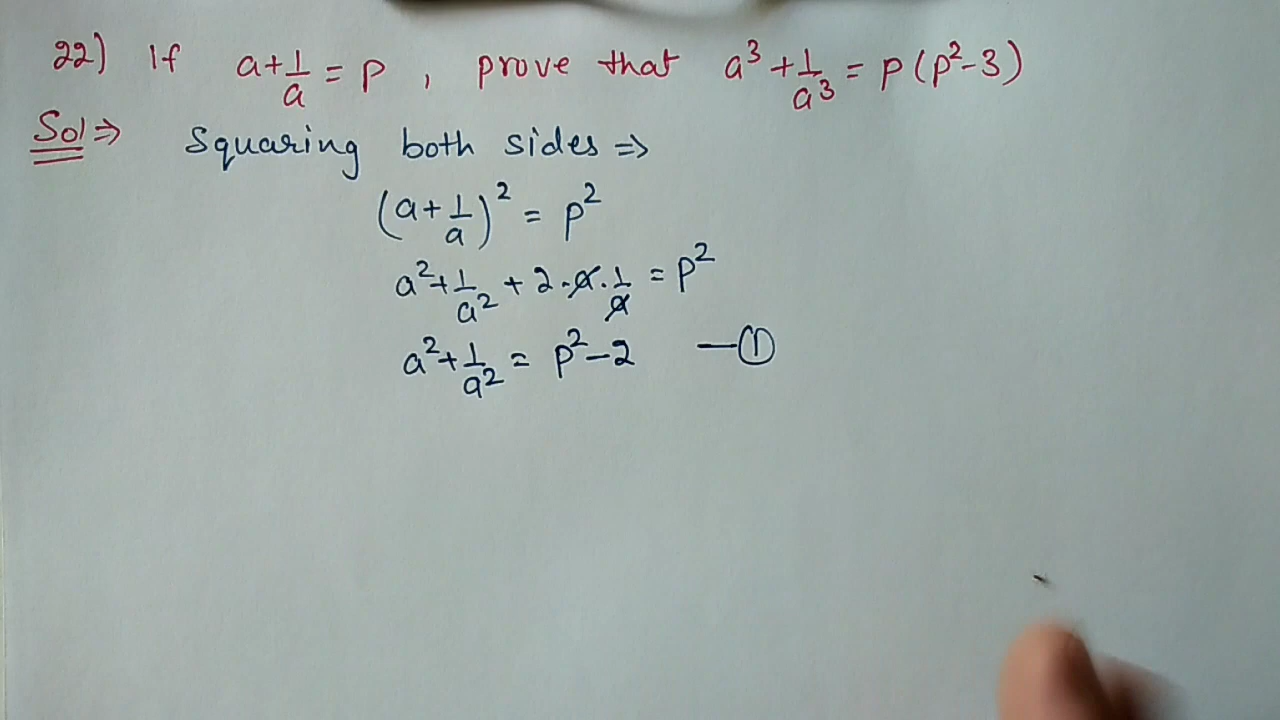 22) If a+1/a = p, prove that a³+1/a³ = p(p²-3)
Sol⇒ Squaring both sides ⇒
(a+1/a)² = p²
a²+1/a² + 2·a·1/a = p²
a²+1/a² = p²-2 —①